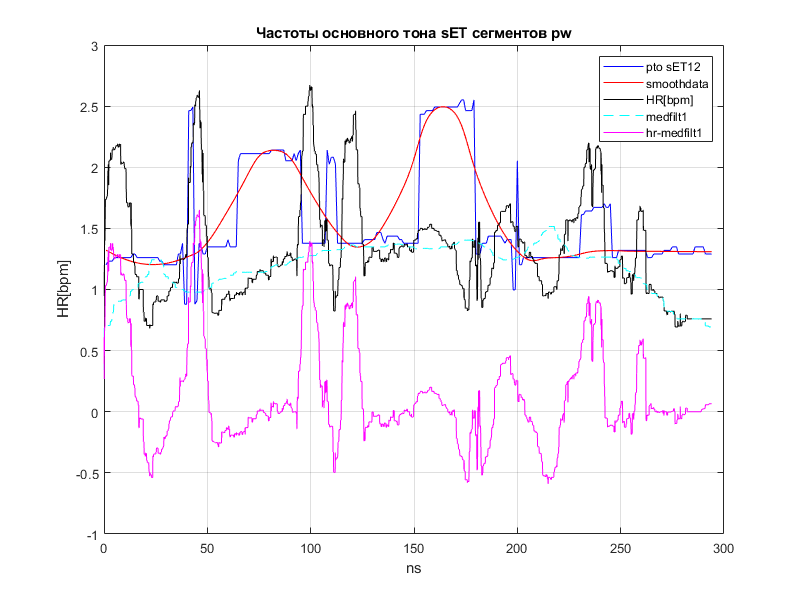 Частоты основного тона sET сегментов pw
3
2.5
2
1.5
1
0.5
0
-0.5
-1
HR[bpm]
pto sET12
smoothdata
HR[bpm]
medfilt1
hr-medfilt1
0 50 100 150 200 250 300
ns